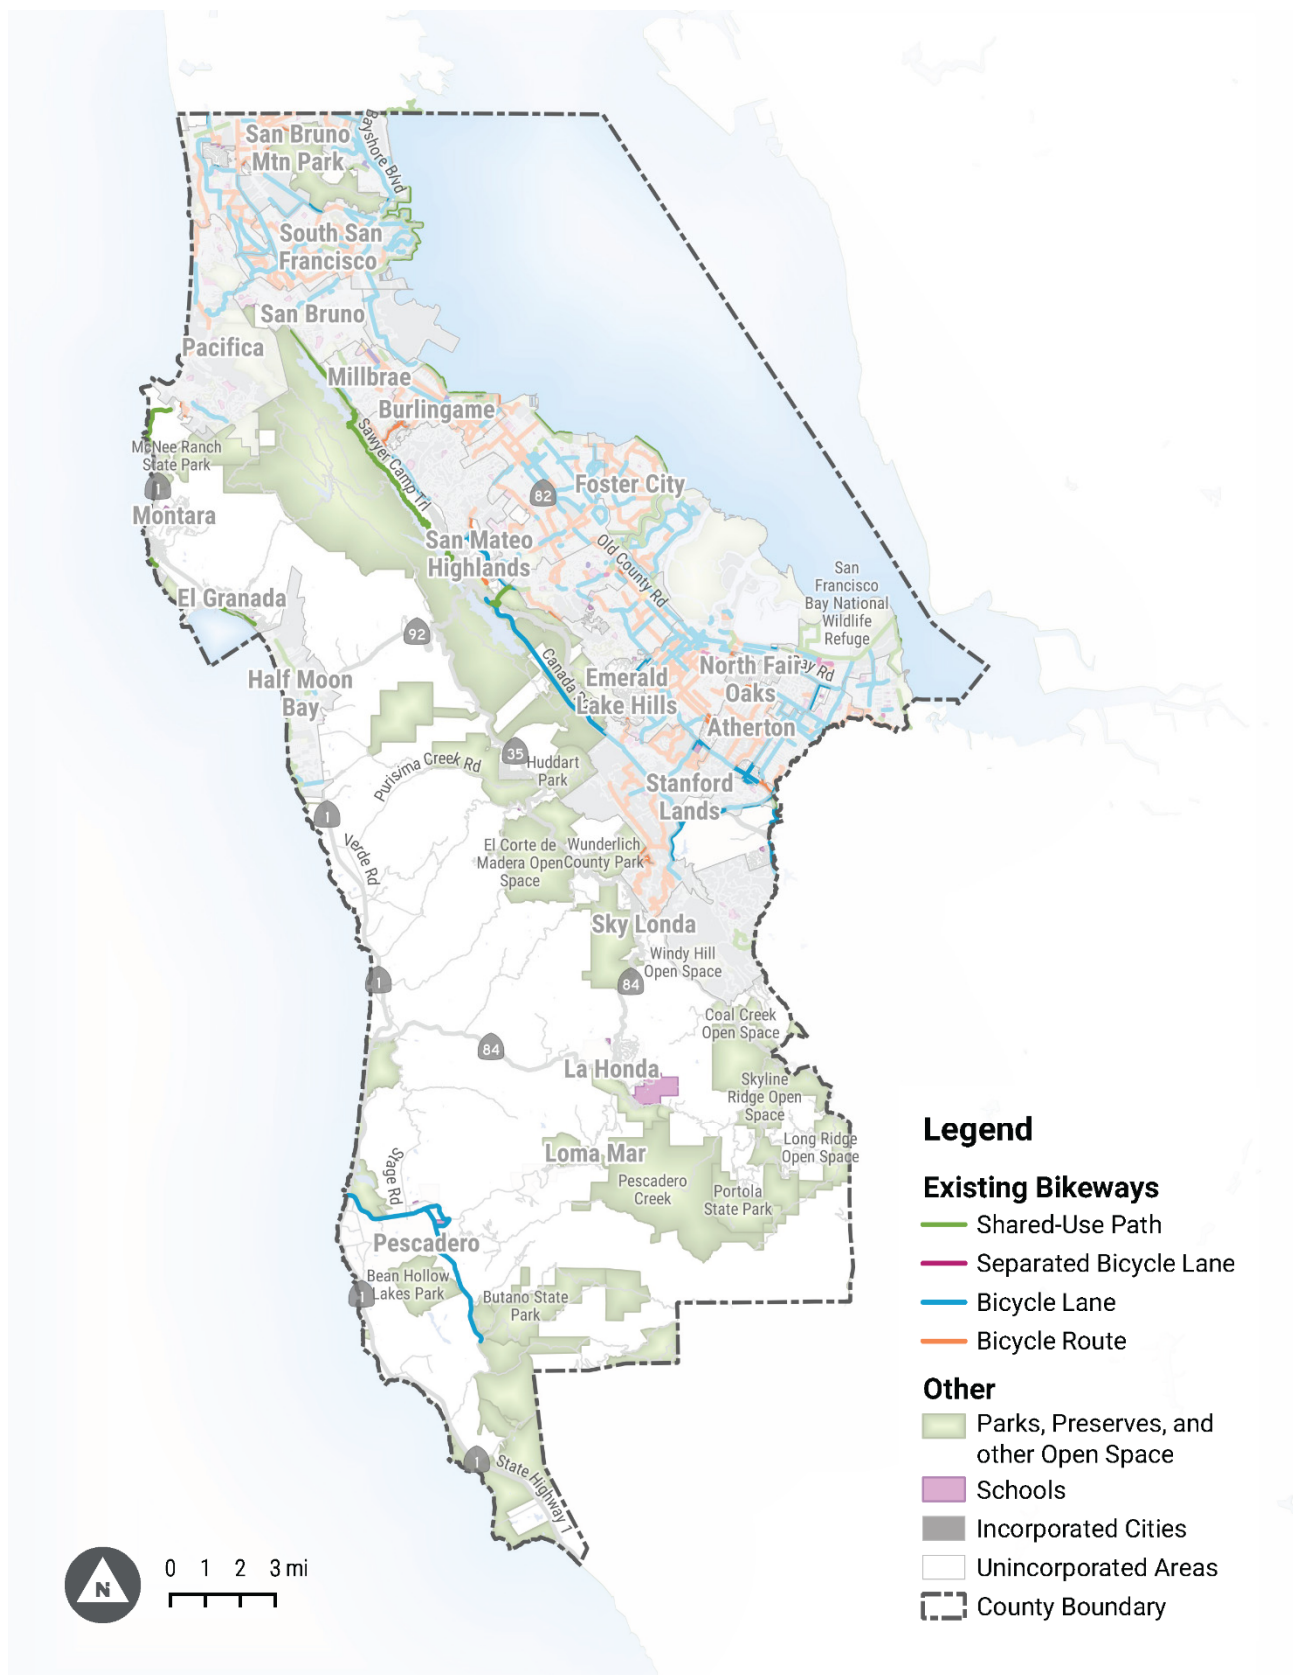 San Bruno
Mtn Park
Bayshore Blvd
South San
Francisco
San Bruno
Pacifica
Millbrae
Burlingame
Sawyer Camp Trl
McNee Ranch
State Park
1
Montara
82
Foster City
San Mateo
Highlands
Old County Rd
San
Francisco
Bay National
Wildlife
Refuge
El Granada
92
Canada
Half Moon
Bay
Emerald
Lake Hills
North Fair
Oaks
Bay Rd
Atherton
35
Huddart
Park
Purisima Creek Rd
Stanford
Lands
1
Verde Rd
El Corte de
Madera Open
Space
Wunderlich
County Park
Sky Londa
Windy Hill
Open Space
84
1
Coal Creek
Open Space
84
La Honda
Skyline
Ridge Open
Space
Long Ridge
Open Space
Loma Mar
Pescadero
Creek
Portola
State Park
Stage Rd
Pescadero
Bean Hollow
Lakes Park
1
Butano State
Park
1
State Highway 1
Legend
Existing Bikeways
Shared-Use Path
Separated Bicycle Lane
Bicycle Lane
Bicycle Route
Other
Parks, Preserves, and
other Open Space
Schools
Incorporated Cities
Unincorporated Areas
County Boundary
N
0 1 2 3 mi